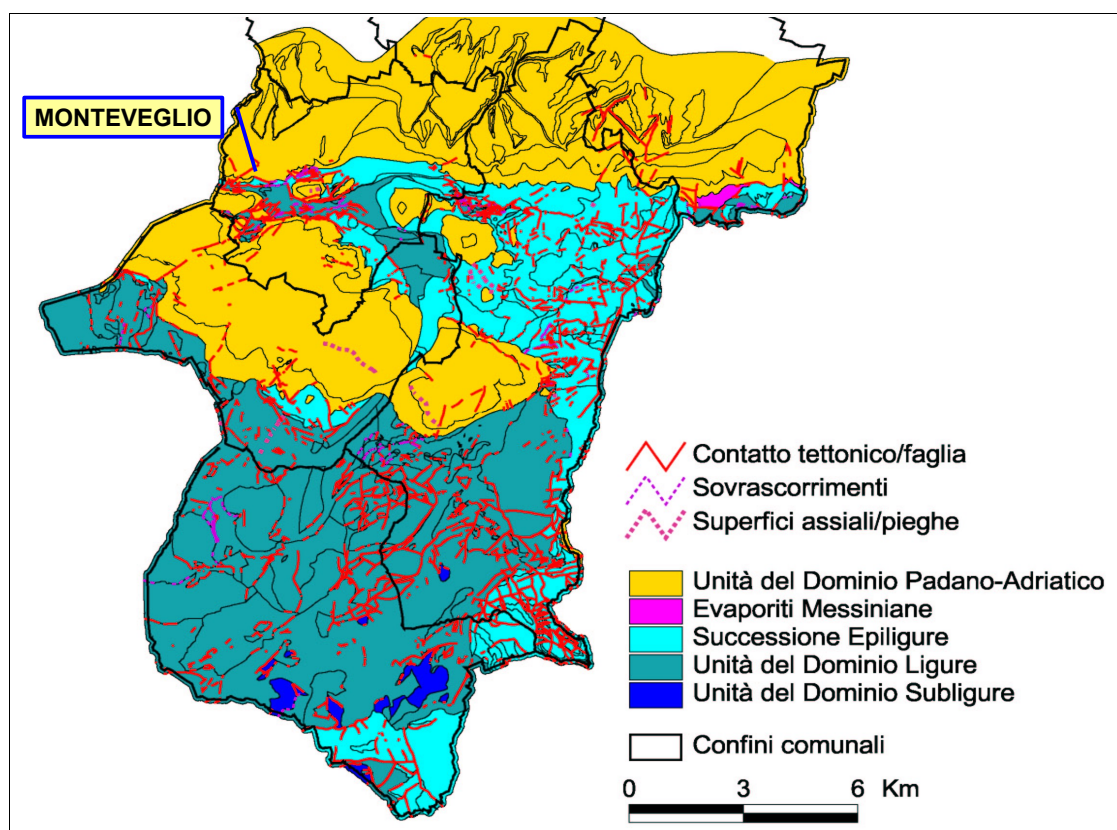 MONTEVEGLIO
Contatto tettonico/faglia
Sovrascorrimenti
Superfici assiali/pieghe
Unità del Dominio Padano-Adriatico
Evaporiti Messiniane
Successione Epiligure
Unità del Dominio Ligure
Unità del Dominio Subligure
Confini comunali
0 3 6 Km